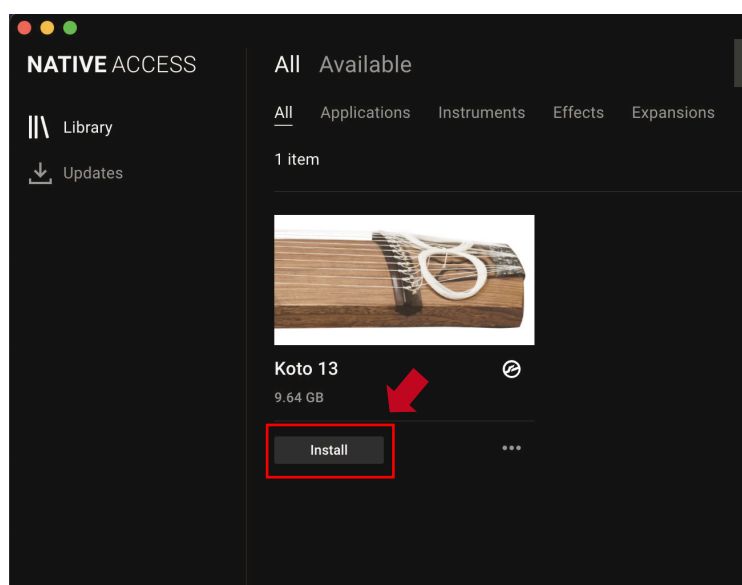 NATIVE ACCESS
Library
Updates
All Available
All Applications Instruments Effects Expansions
1 item
Koto 13
9.64 GB
Install